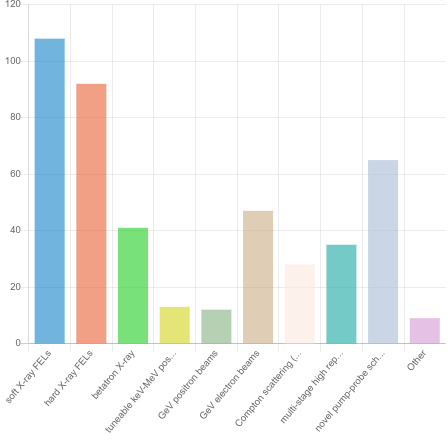 120
100
80
60
40
20
0
soft X-ray FELs
hard X-ray FELs
betatron X-ray
tuneable keV-MeV pos...
GeV positron beams
GeV electron beams
Compton scattering (...
multi-stage high rep...
novel pump-probe sch...
Other